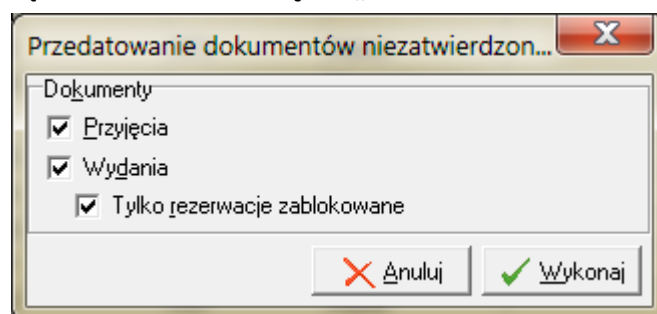 Przedatowanie dokumentów niezatwierdzon...
Dokumenty
Przyjęcia
Wydania
Tylko rezerwacje zablokowane
Anuluj
Wykonaj